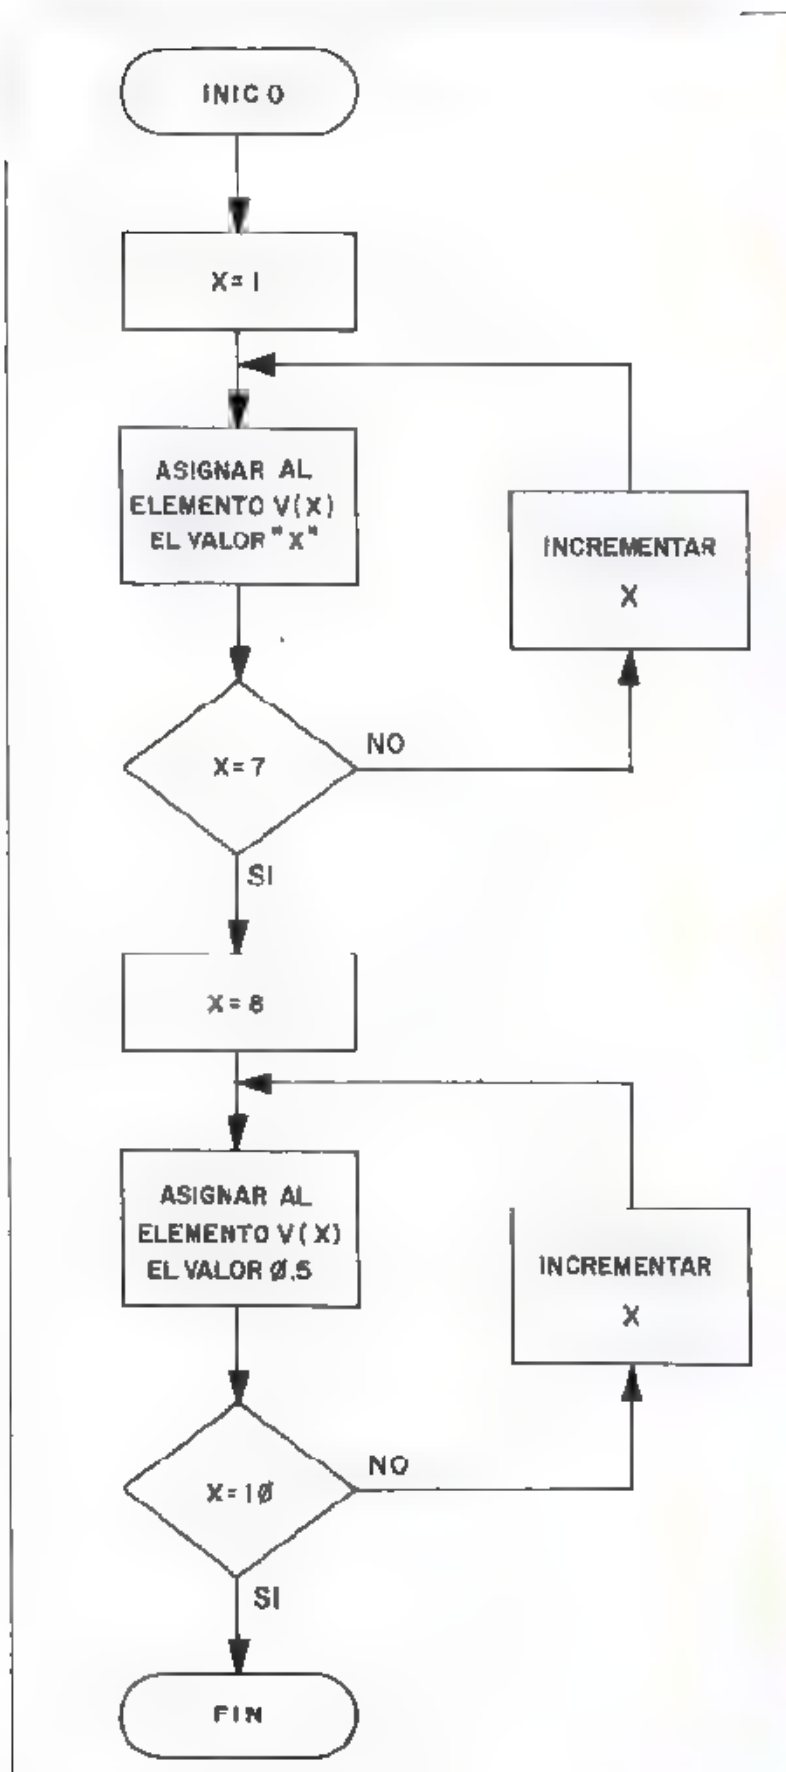 INICO
X=1
ASIGNAR AL
ELEMENTO V(X)
EL VALOR "X"
INCREMENTAR
X
X=7
NO
SI
X=8
ASIGNAR AL
ELEMENTO V(X)
EL VALOR Ø.5
INCREMENTAR
X
X=1Ø
NO
SI
FIN